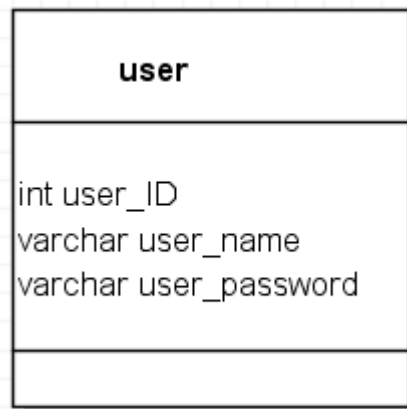 user
int user_ID
varchar user_name
varchar user_password